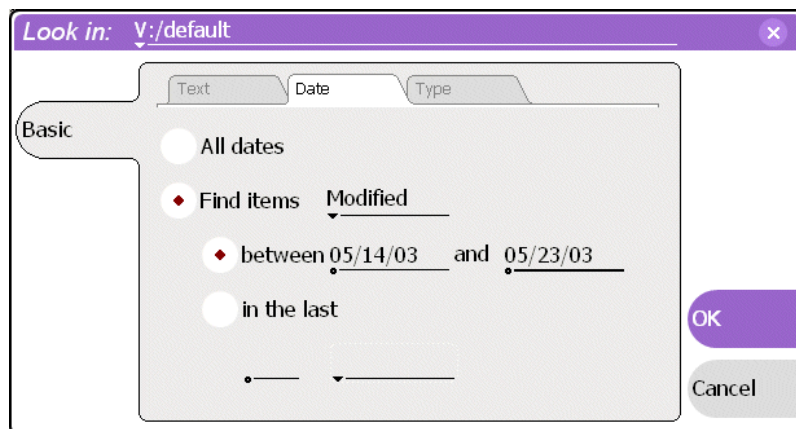 Look in: V:/default
Text Date Type
Basic
All dates
Find items Modified
between 05/14/03 and 05/23/03
in the last
OK
Cancel